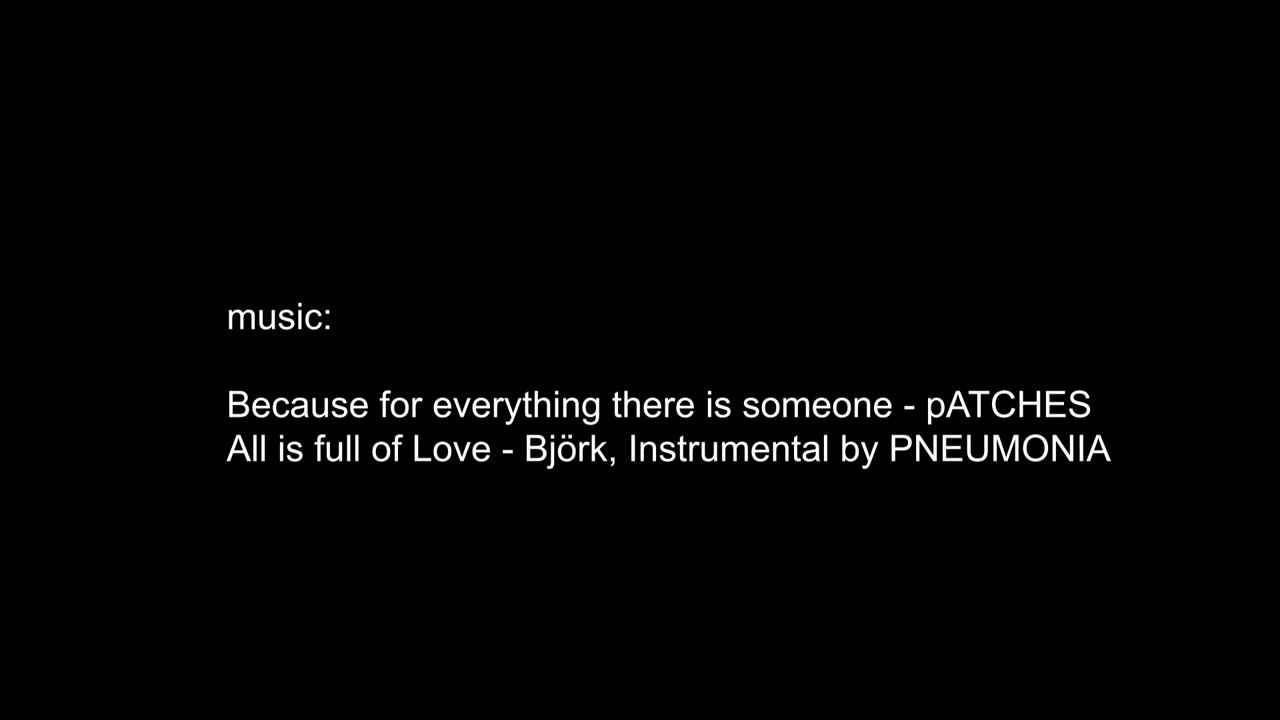 music:
Because for everything there is someone - pATCHES
All is full of Love - Björk, Instrumental by PNEUMONIA